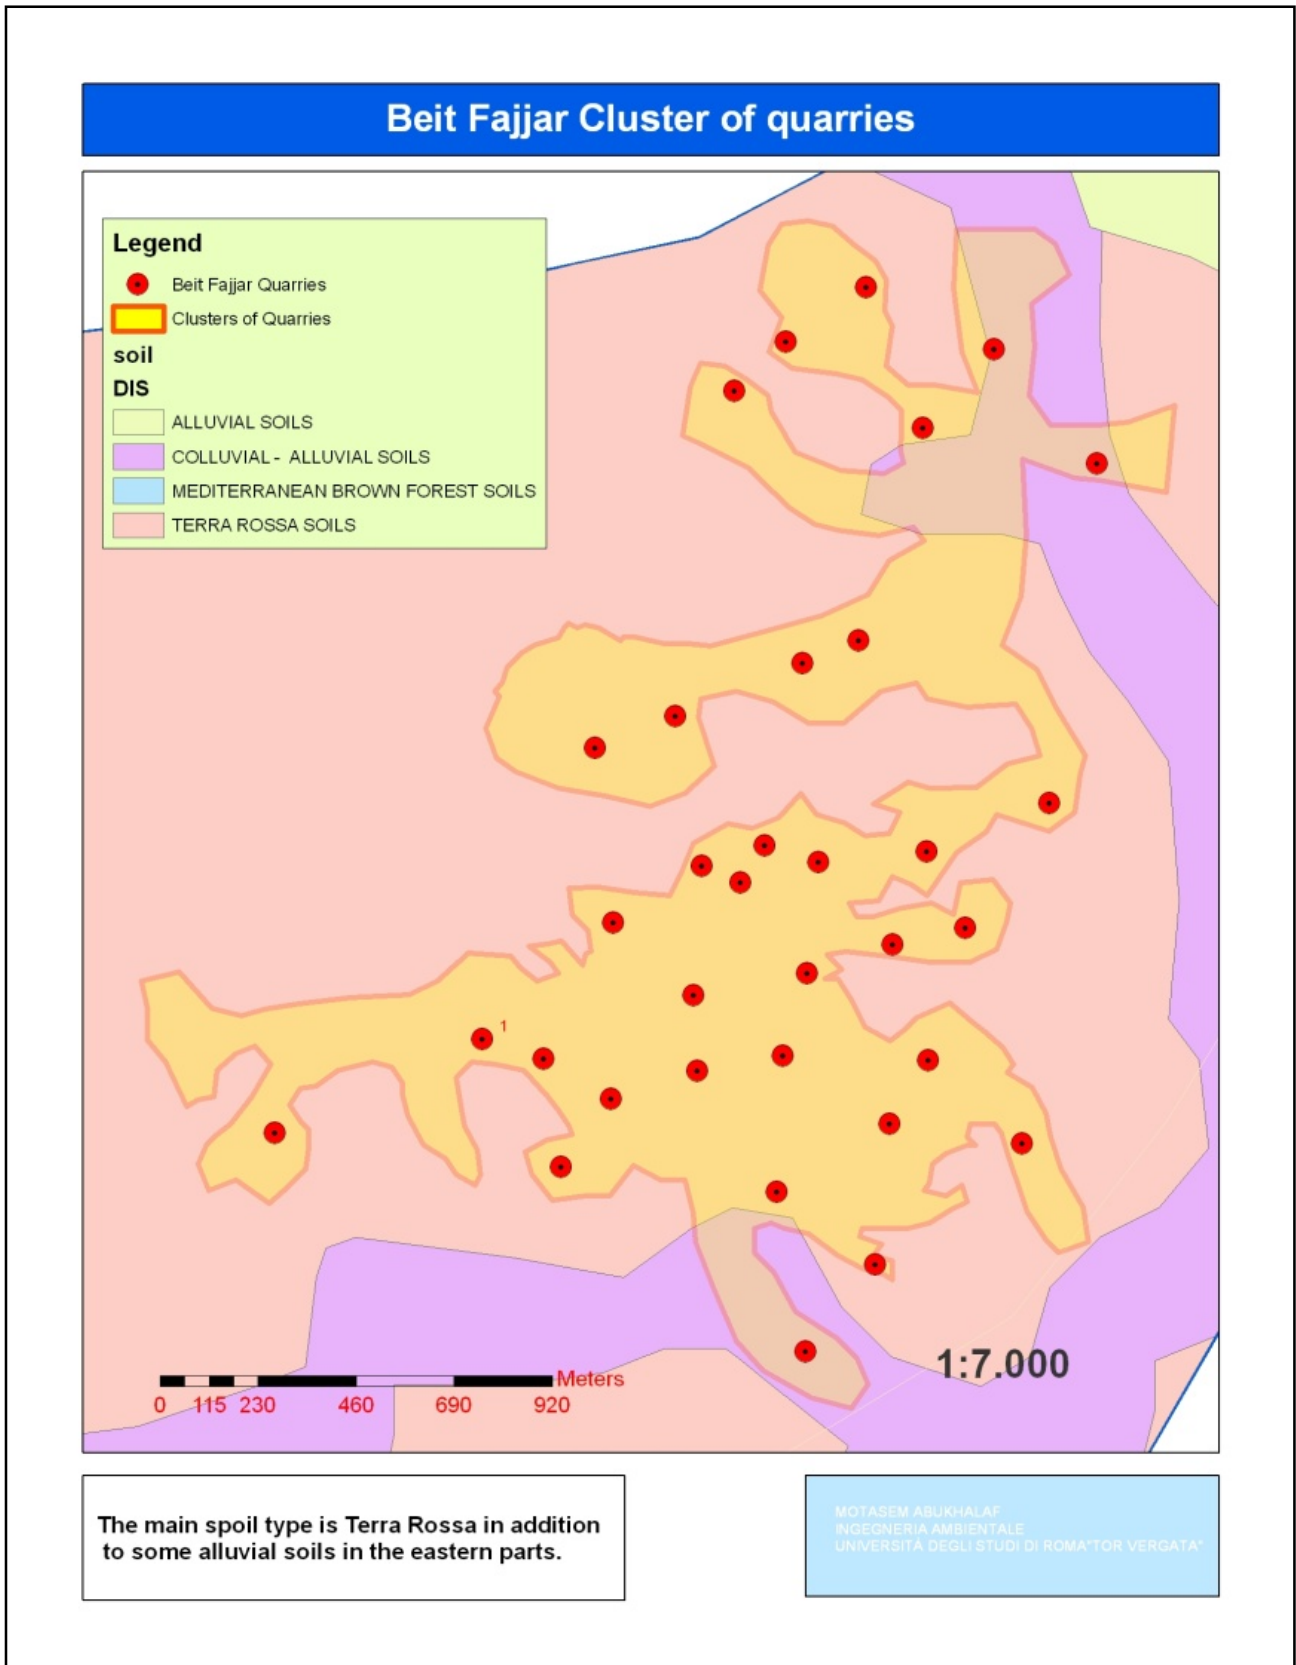 Beit Fajjar Cluster of quarries
Legend
Beit Fajjar Quarries
Clusters of Quarries
soil
DIS
ALLUVIAL SOILS
COLLUVIAL - ALLUVIAL SOILS
MEDITERRANEAN BROWN FOREST SOILS
TERRA ROSSA SOILS
1
1:7.000
Meters
0 115 230 460 690 920
The main spoil type is Terra Rossa in addition
to some alluvial soils in the eastern parts.
MOTASEM ABUKHALAF
INGEGNERIA AMBIENTALE
UNIVERSITÁ DEGLI STUDI DI ROMA"TOR VERGATA"